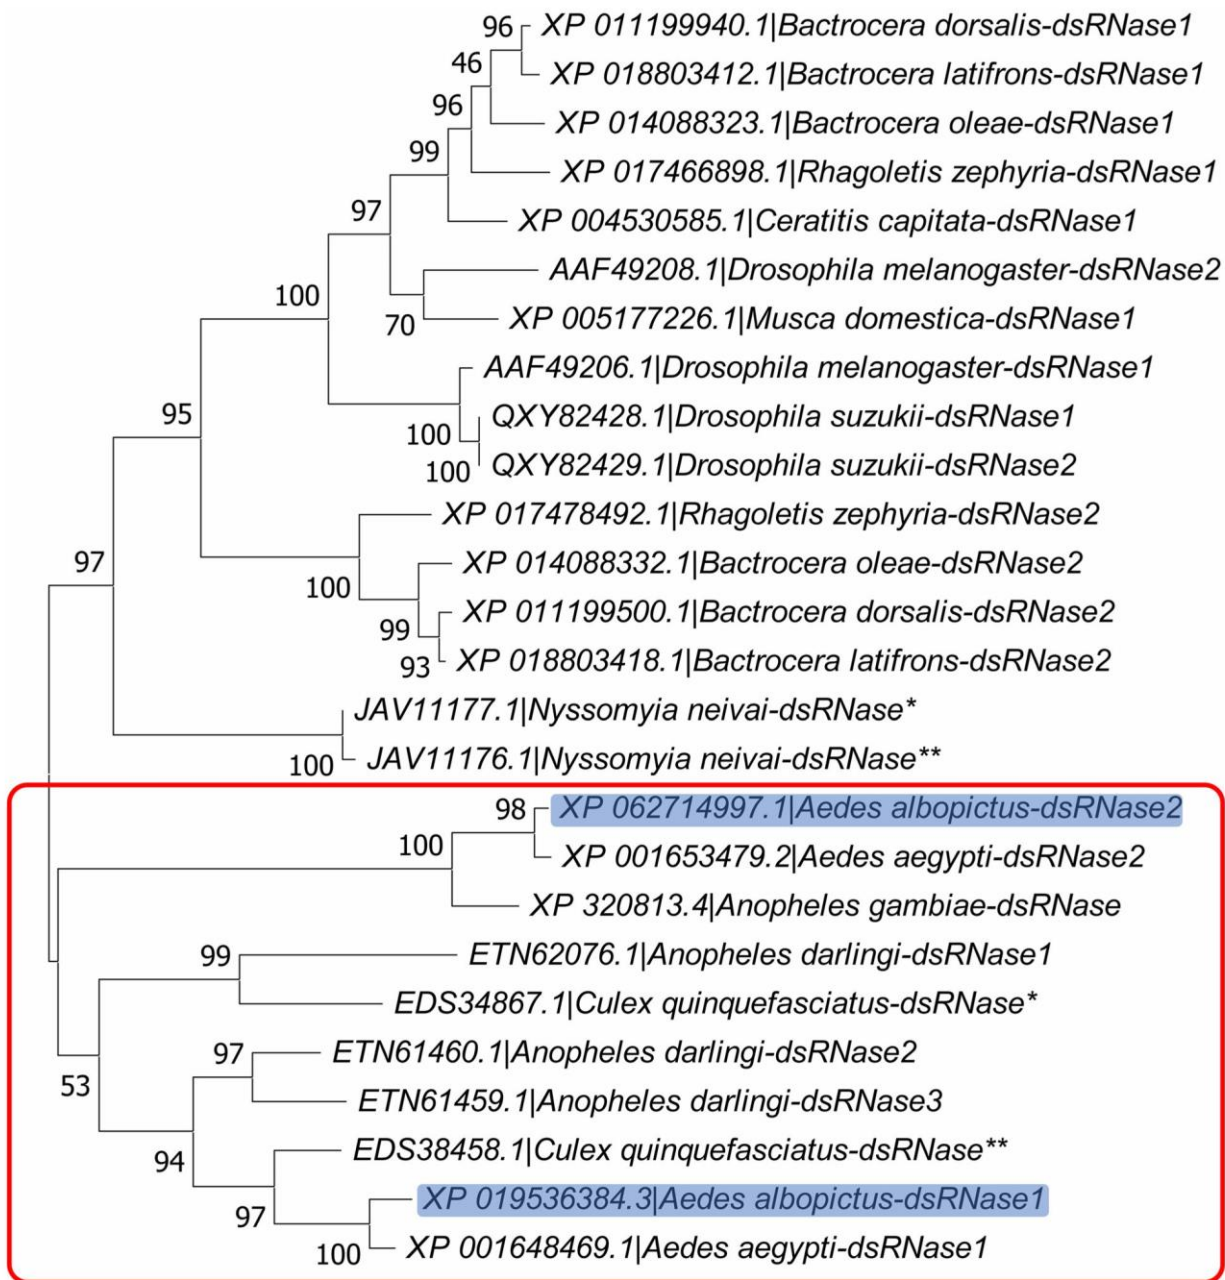 96 XP 011199940.1|Bactrocera dorsalis-dsRNase1
46 XP 018803412.1|Bactrocera latifrons-dsRNase1
96 XP 014088323.1|Bactrocera oleae-dsRNase1
99 XP 017466898.1|Rhagoletis zephyria-dsRNase1
97 XP 004530585.1|Ceratitis capitata-dsRNase1
AAF49208.1|Drosophila melanogaster-dsRNase2
100
70 XP 005177226.1|Musca domestica-dsRNase1
AAF49206.1|Drosophila melanogaster-dsRNase1
95 QXY82428.1|Drosophila suzukii-dsRNase1
100
100 QXY82429.1|Drosophila suzukii-dsRNase2
XP 017478492.1|Rhagoletis zephyria-dsRNase2
97 XP 014088332.1|Bactrocera oleae-dsRNase2
100
XP 011199500.1|Bactrocera dorsalis-dsRNase2
99
93 XP 018803418.1|Bactrocera latifrons-dsRNase2
JAV11177.1|Nyssomyia neivai-dsRNase*
100 JAV11176.1|Nyssomyia neivai-dsRNase**
98 XP 062714997.1|Aedes albopictus-dsRNase2
100 XP 001653479.2|Aedes aegypti-dsRNase2
XP 320813.4|Anopheles gambiae-dsRNase
99 ETN62076.1|Anopheles darlingi-dsRNase1
EDS34867.1|Culex quinquefasciatus-dsRNase*
97 ETN61460.1|Anopheles darlingi-dsRNase2
53
ETN61459.1|Anopheles darlingi-dsRNase3
94 EDS38458.1|Culex quinquefasciatus-dsRNase**
XP 019536384.3|Aedes albopictus-dsRNase1
97
100 XP 001648469.1|Aedes aegypti-dsRNase1